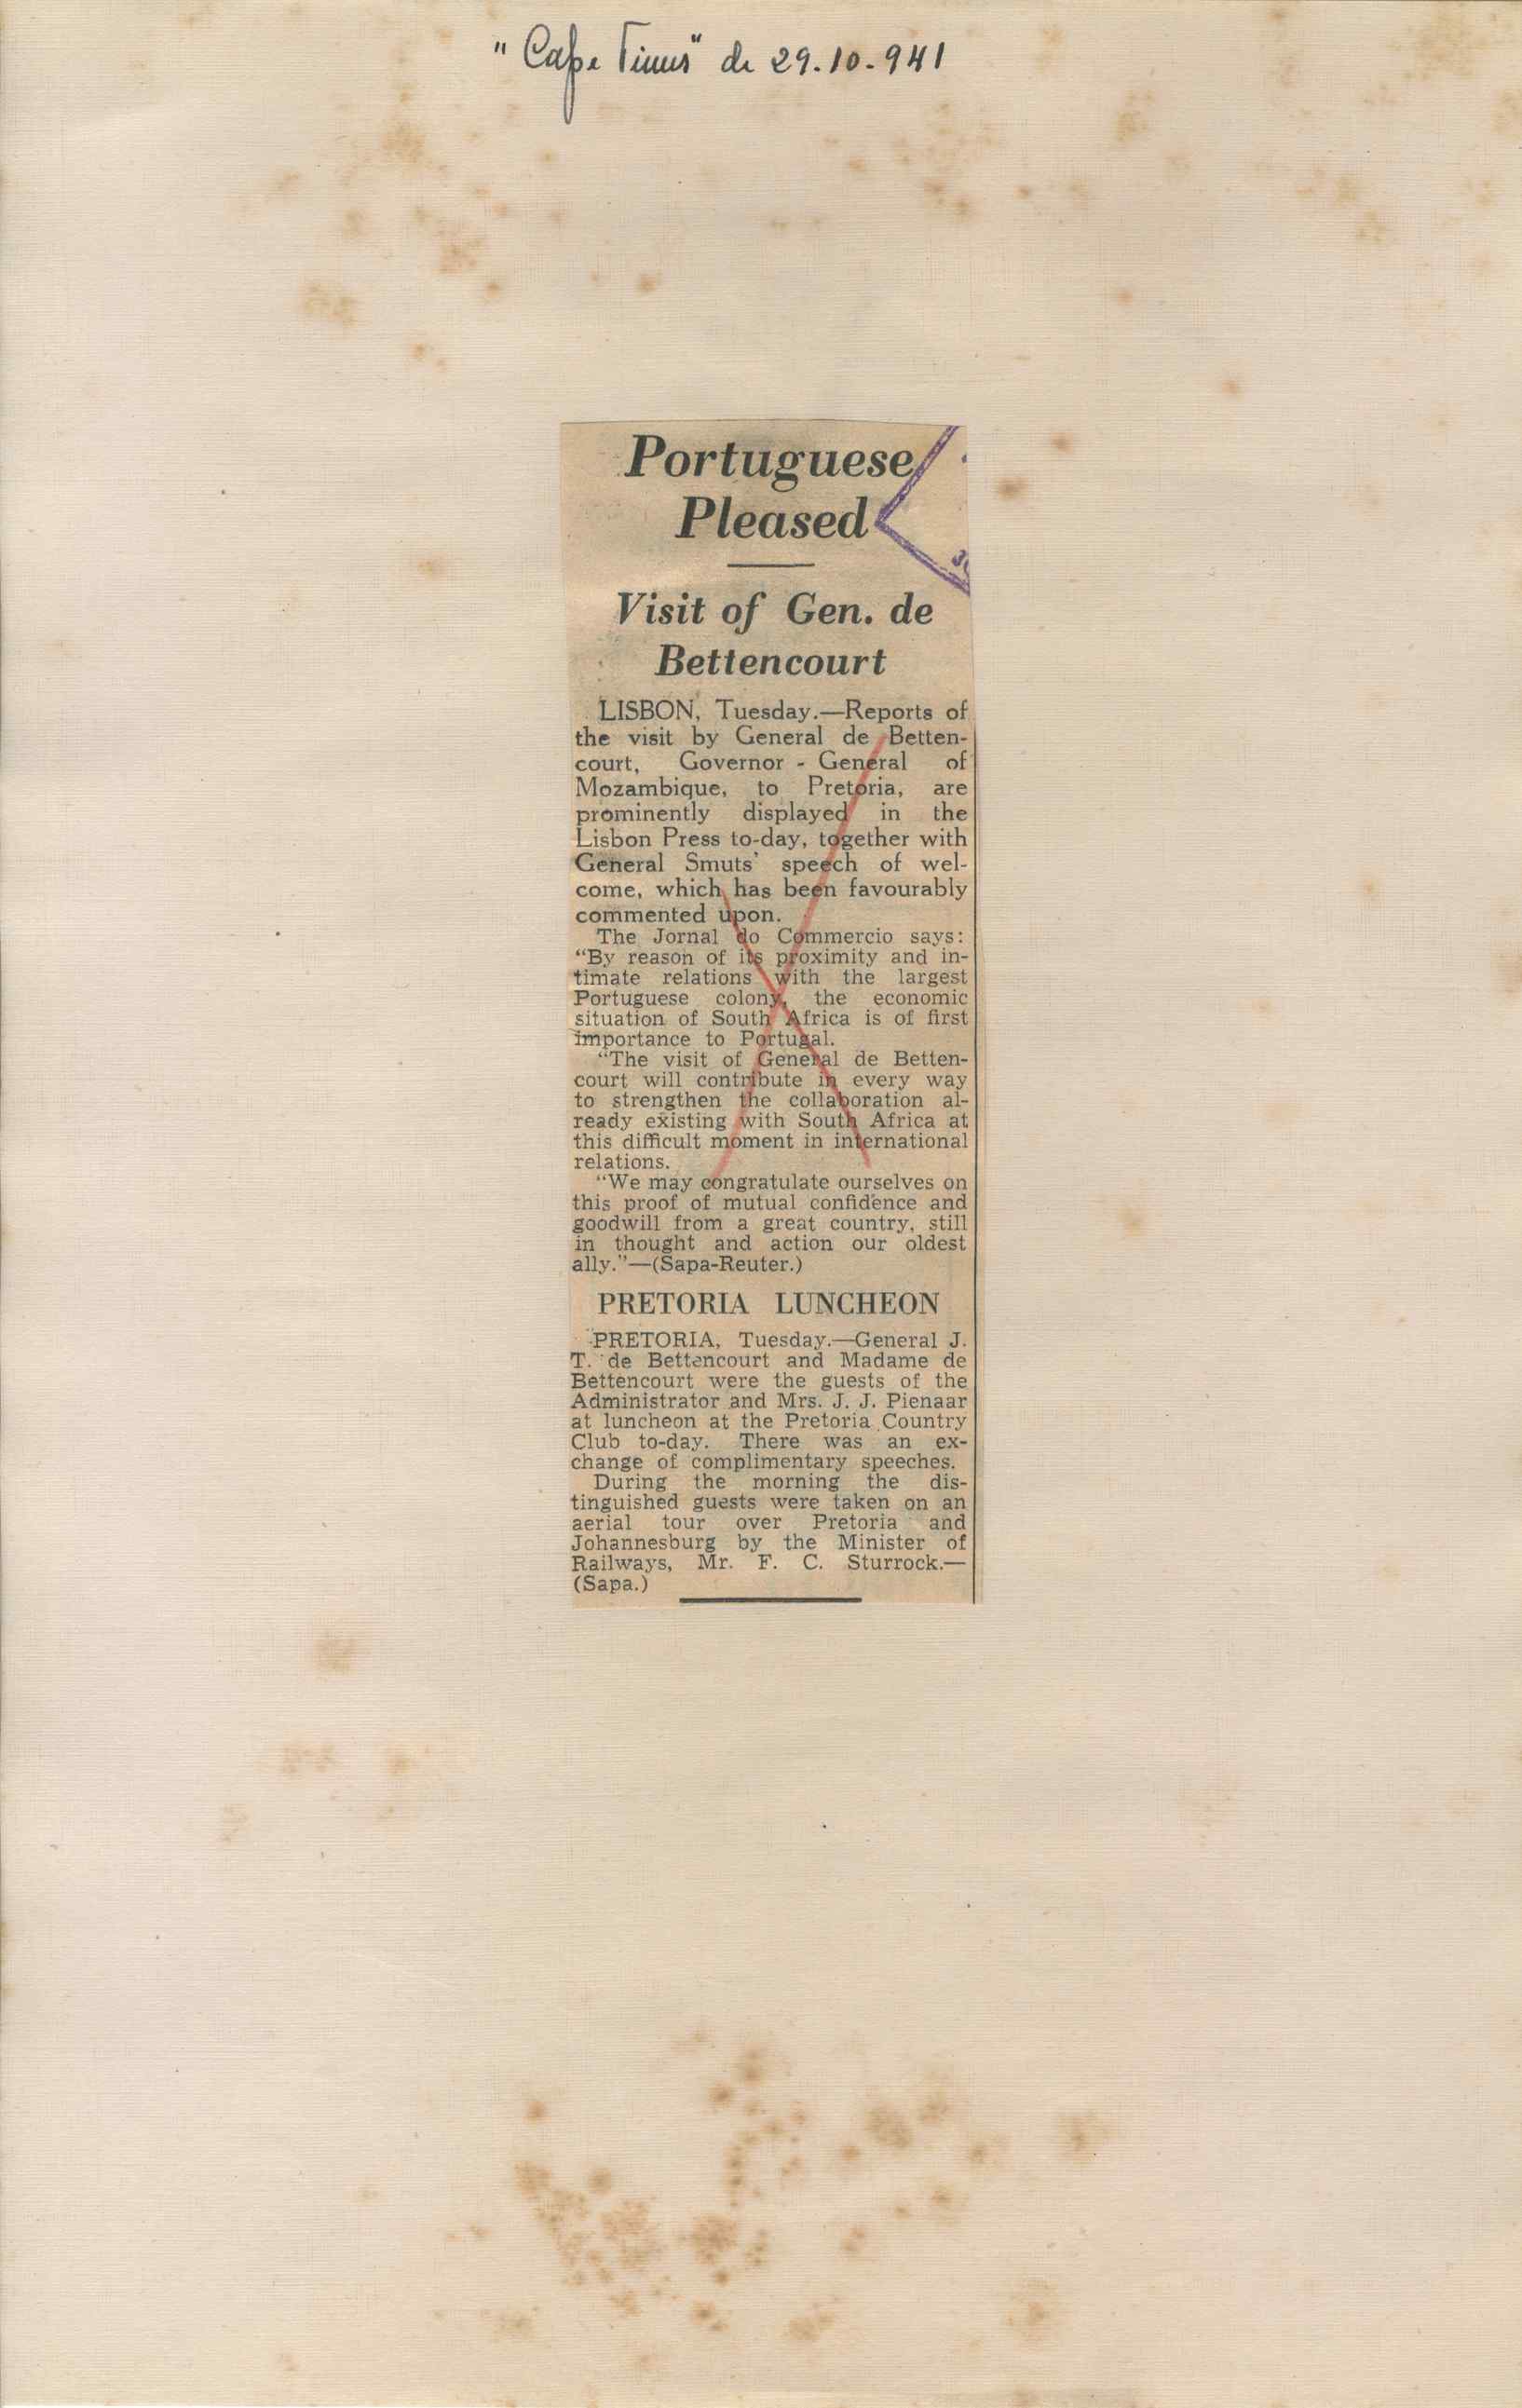 "Cape Times" de 29.10.941
Portuguese
Pleased
Visit of Gen. de
Bettencourt
LISBON, Tuesday.—Reports of
the visit by General de Betten-
court, Governor - General of
Mozambique, to Pretoria, are
prominently displayed in the
Lisbon Press to-day, together with
General Smuts' speech of wel-
come, which has been favourably
commented upon.
The Jornal do Commercio says:
"By reason of its proximity and in-
timate relations with the largest
Portuguese colony, the economic
situation of South Africa is of first
importance to Portugal.
"The visit of General de Betten-
court will contribute in every way
to strengthen the collaboration al-
ready existing with South Africa at
this difficult moment in international
relations.
"We may congratulate ourselves on
this proof of mutual confidence and
goodwill from a great country, still
in thought and action our oldest
ally."—(Sapa-Reuter.)
PRETORIA LUNCHEON
PRETORIA, Tuesday.—General J.
T. de Bettencourt and Madame de
Bettencourt were the guests of the
Administrator and Mrs. J. J. Pienaar
at luncheon at the Pretoria Country
Club to-day. There was an ex-
change of complimentary speeches.
During the morning the dis-
tinguished guests were taken on an
aerial tour over Pretoria and
Johannesburg by the Minister of
Railways, Mr. F. C. Sturrock.—
(Sapa.)